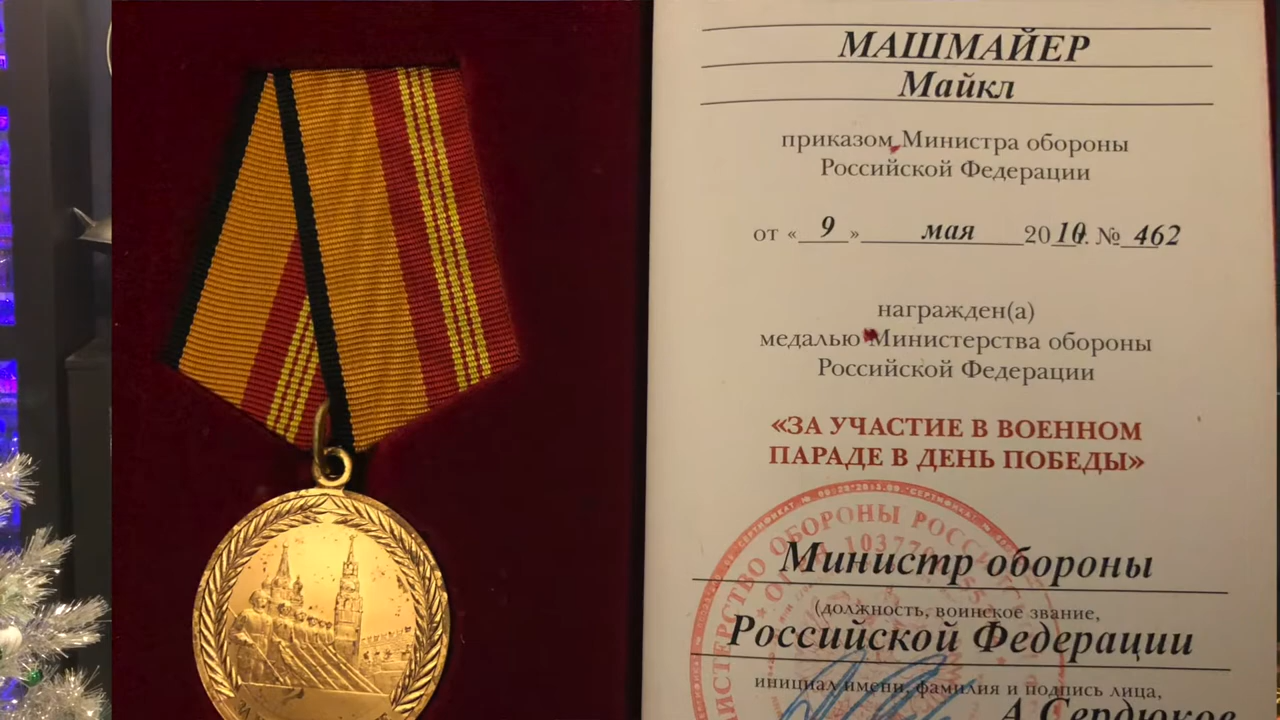 МАШМАЙЕР
Майкл
приказом Министра обороны
Российской Федерации
от « 9 » мая 2010. № 462
награжден(а)
медалью Министерства обороны
Российской Федерации
«ЗА УЧАСТИЕ В ВОЕННОМ
ПАРАДЕ В ДЕНЬ ПОБЕДЫ»
ОБОРОНЫ
Министр обороны
(должность, воинское звание,
Российской Федерации
инициал имени, фамилия и подпись лица,
А.Сердюков
ЗА